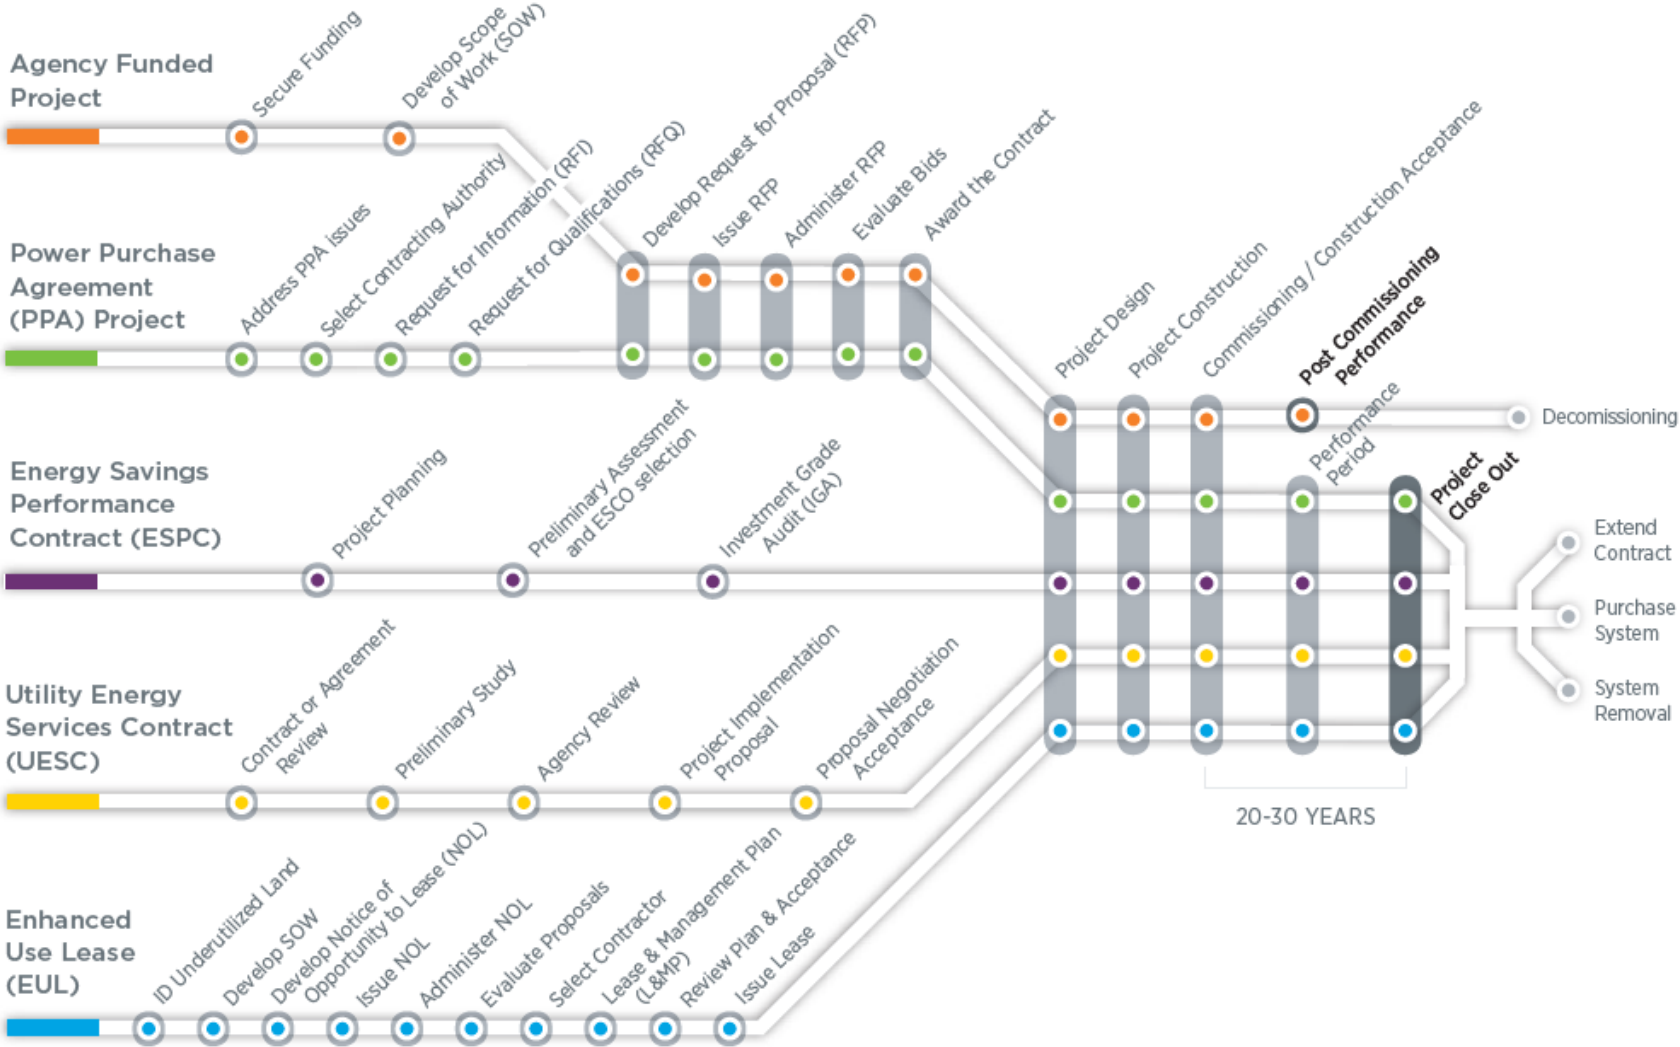 Agency Funded
Project
Secure Funding
Develop Scope
of Work (SOW)
Develop Request for Proposal (RFP)
Issue RFP
Administer RFP
Evaluate Bids
Award the Contract
Power Purchase
Agreement
(PPA) Project
Address PPA issues
Select Contracting Authority
Request for Information (RFI)
Request for Qualifications (RFQ)
Project Design
Project Construction
Commissioning / Construction Acceptance
Post Commissioning
Performance
Decomissioning
Performance
Period
Project
Close Out
Energy Savings
Performance
Contract (ESPC)
Project Planning
Preliminary Assessment
and ESCO selection
Investment Grade
Audit (IGA)
Extend
Contract
Purchase
System
System
Removal
Utility Energy
Services Contract
(UESC)
Contract or Agreement
Review
Preliminary Study
Agency Review
Project Implementation
Proposal
Proposal Negotiation
Acceptance
20-30 YEARS
Enhanced
Use Lease
(EUL)
ID Underutilized Land
Develop SOW
Develop Notice of
Opportunity to Lease (NOL)
Issue NOL
Administer NOL
Evaluate Proposals
Select Contractor
Lease & Management Plan
(L&MP)
Review Plan & Acceptance
Issue Lease